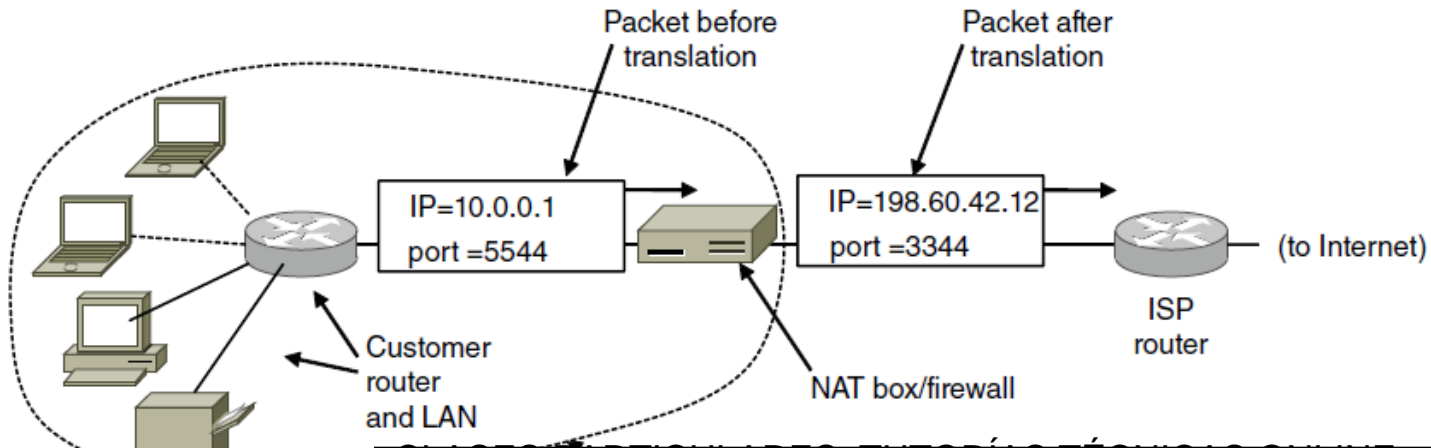 Packet before
translation
Packet after
translation
IP=10.0.0.1
port =5544
IP=198.60.42.12
port =3344
(to Internet)
ISP
router
Customer
router
and LAN
NAT box/firewall